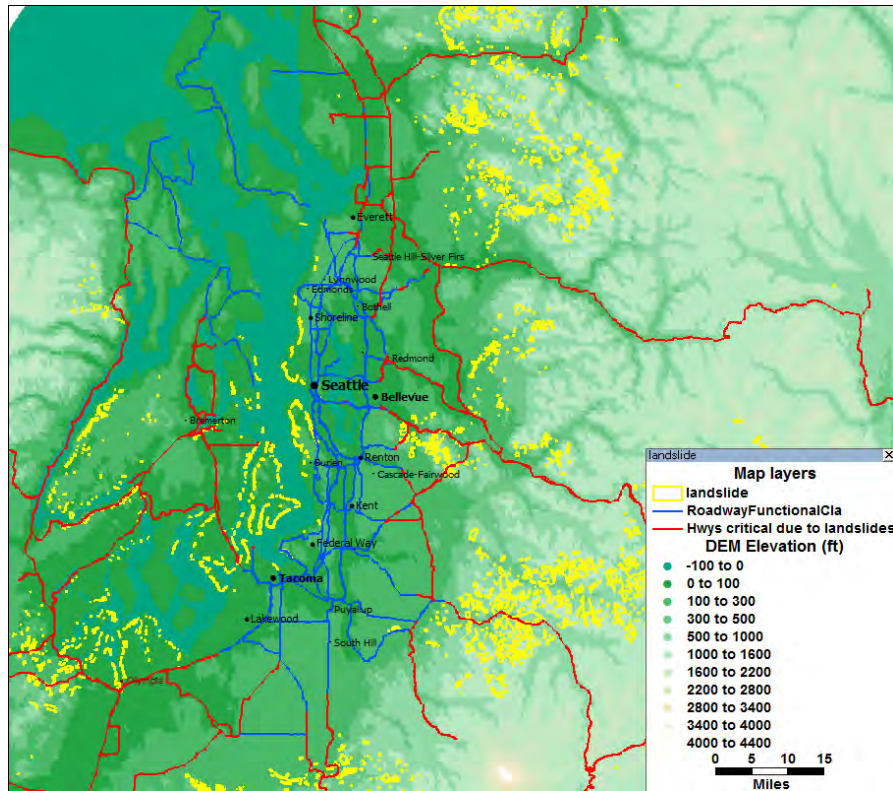 Everett
Seattle Hill-Silver Firs
Lynnwood
Edmonds
Bothell
Shoreline
Redmond
Seattle
Bellevue
Bremerton
Renton
Burien
Cascade-Fairwood
Kent
Federal Way
Tacoma
Puyallup
Lakewood
South Hill
Olympia
landslide
Map layers
landslide
RoadwayFunctionalCla
Hwys critical due to landslides
DEM Elevation (ft)
-100 to 0
0 to 100
100 to 300
300 to 500
500 to 1000
1000 to 1600
1600 to 2200
2200 to 2800
2800 to 3400
3400 to 4000
4000 to 4400
0 5 10 15
Miles